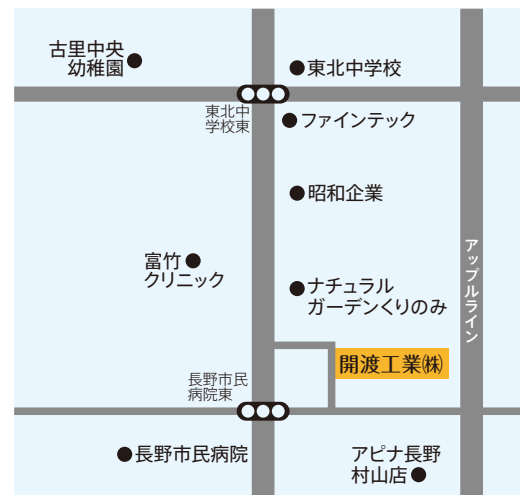 古里中央
幼稚園
東北中学校
東北中
学校東
ファインテック
昭和企業
富竹
クリニック
アップルライン
ナチュラル
ガーデンくりのみ
開渡工業㈱
長野市民
病院東
長野市民病院
アピナ長野
村山店